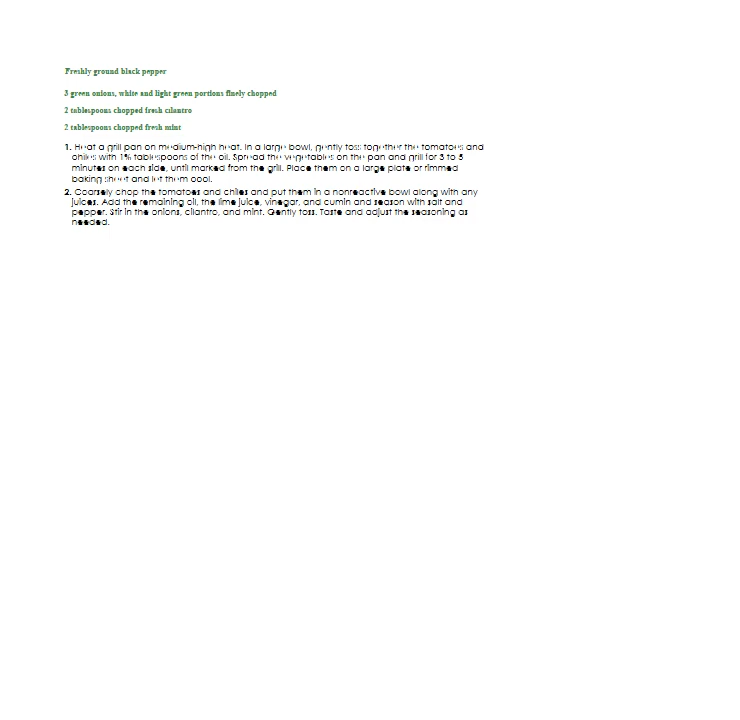 Freshly ground black pepper
3 green onions, white and light green portions finely chopped
2 tablespoons chopped fresh cilantro
2 tablespoons chopped fresh mint
1. Heat a grill pan on medium-high heat. In a large bowl, gently toss together the tomatoes and
chiles with 1% tablespoons of the oil. Spread the vegetables on the pan and grill for 3 to 5
minutes on each side, until marked from the grill. Place them on a large plate or rimmed
baking sheet and let them cool.
2. Coarsely chop the tomatoes and chiles and put them in a nonreactive bowl along with any
juices. Add the remaining oil, the lime juice, vinegar, and cumin and season with salt and
pepper. Stir in the onions, cilantro, and mint. Gently toss. Taste and adjust the seasoning as
needed.